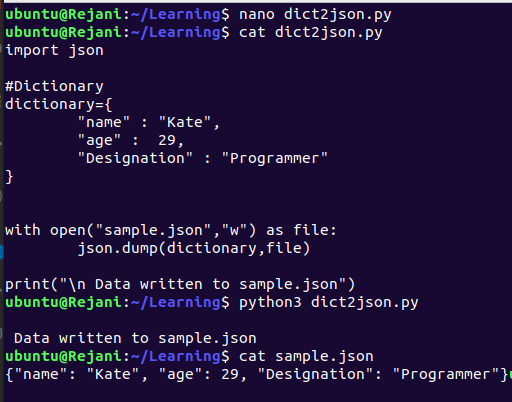 ubuntu@Rejani:~/Learning$ nano dict2json.py
ubuntu@Rejani:~/Learning$ cat dict2json.py
import json
#Dictionary
dictionary={
        "name" : "Kate",
        "age" :  29,
        "Designation" : "Programmer"
}
with open("sample.json","w") as file:
        json.dump(dictionary,file)
print("\n Data written to sample.json")
ubuntu@Rejani:~/Learning$ python3 dict2json.py
 Data written to sample.json
ubuntu@Rejani:~/Learning$ cat sample.json
{"name": "Kate", "age": 29, "Designation": "Programmer"}